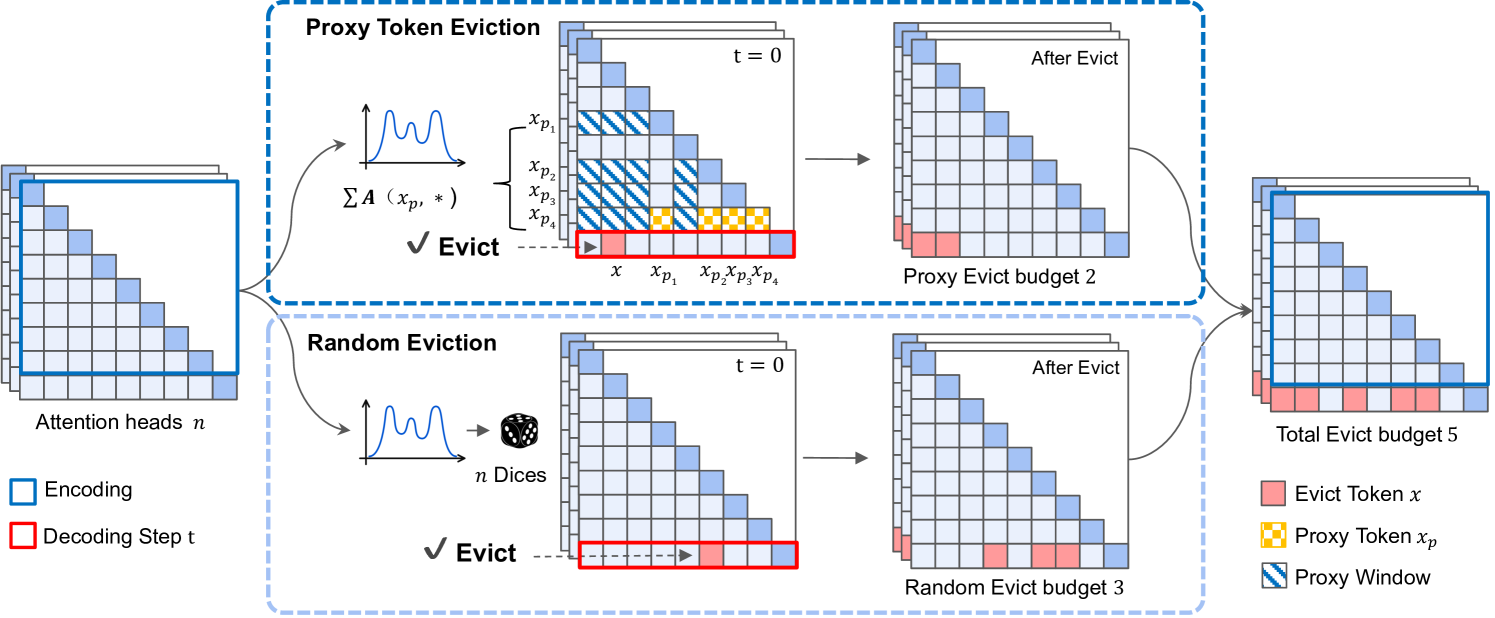 Proxy Token Eviction
t = 0
After Evict
∑ A (x_p, *)
x_{p_1}
x_{p_2}
x_{p_3}
x_{p_4}
✓ Evict
x x_{p_1} x_{p_2} x_{p_3} x_{p_4}
Proxy Evict budget 2
Random Eviction
t = 0
After Evict
n Dices
✓ Evict
Random Evict budget 3
Attention heads n
Encoding
Decoding Step t
Total Evict budget 5
Evict Token x
Proxy Token x_p
Proxy Window